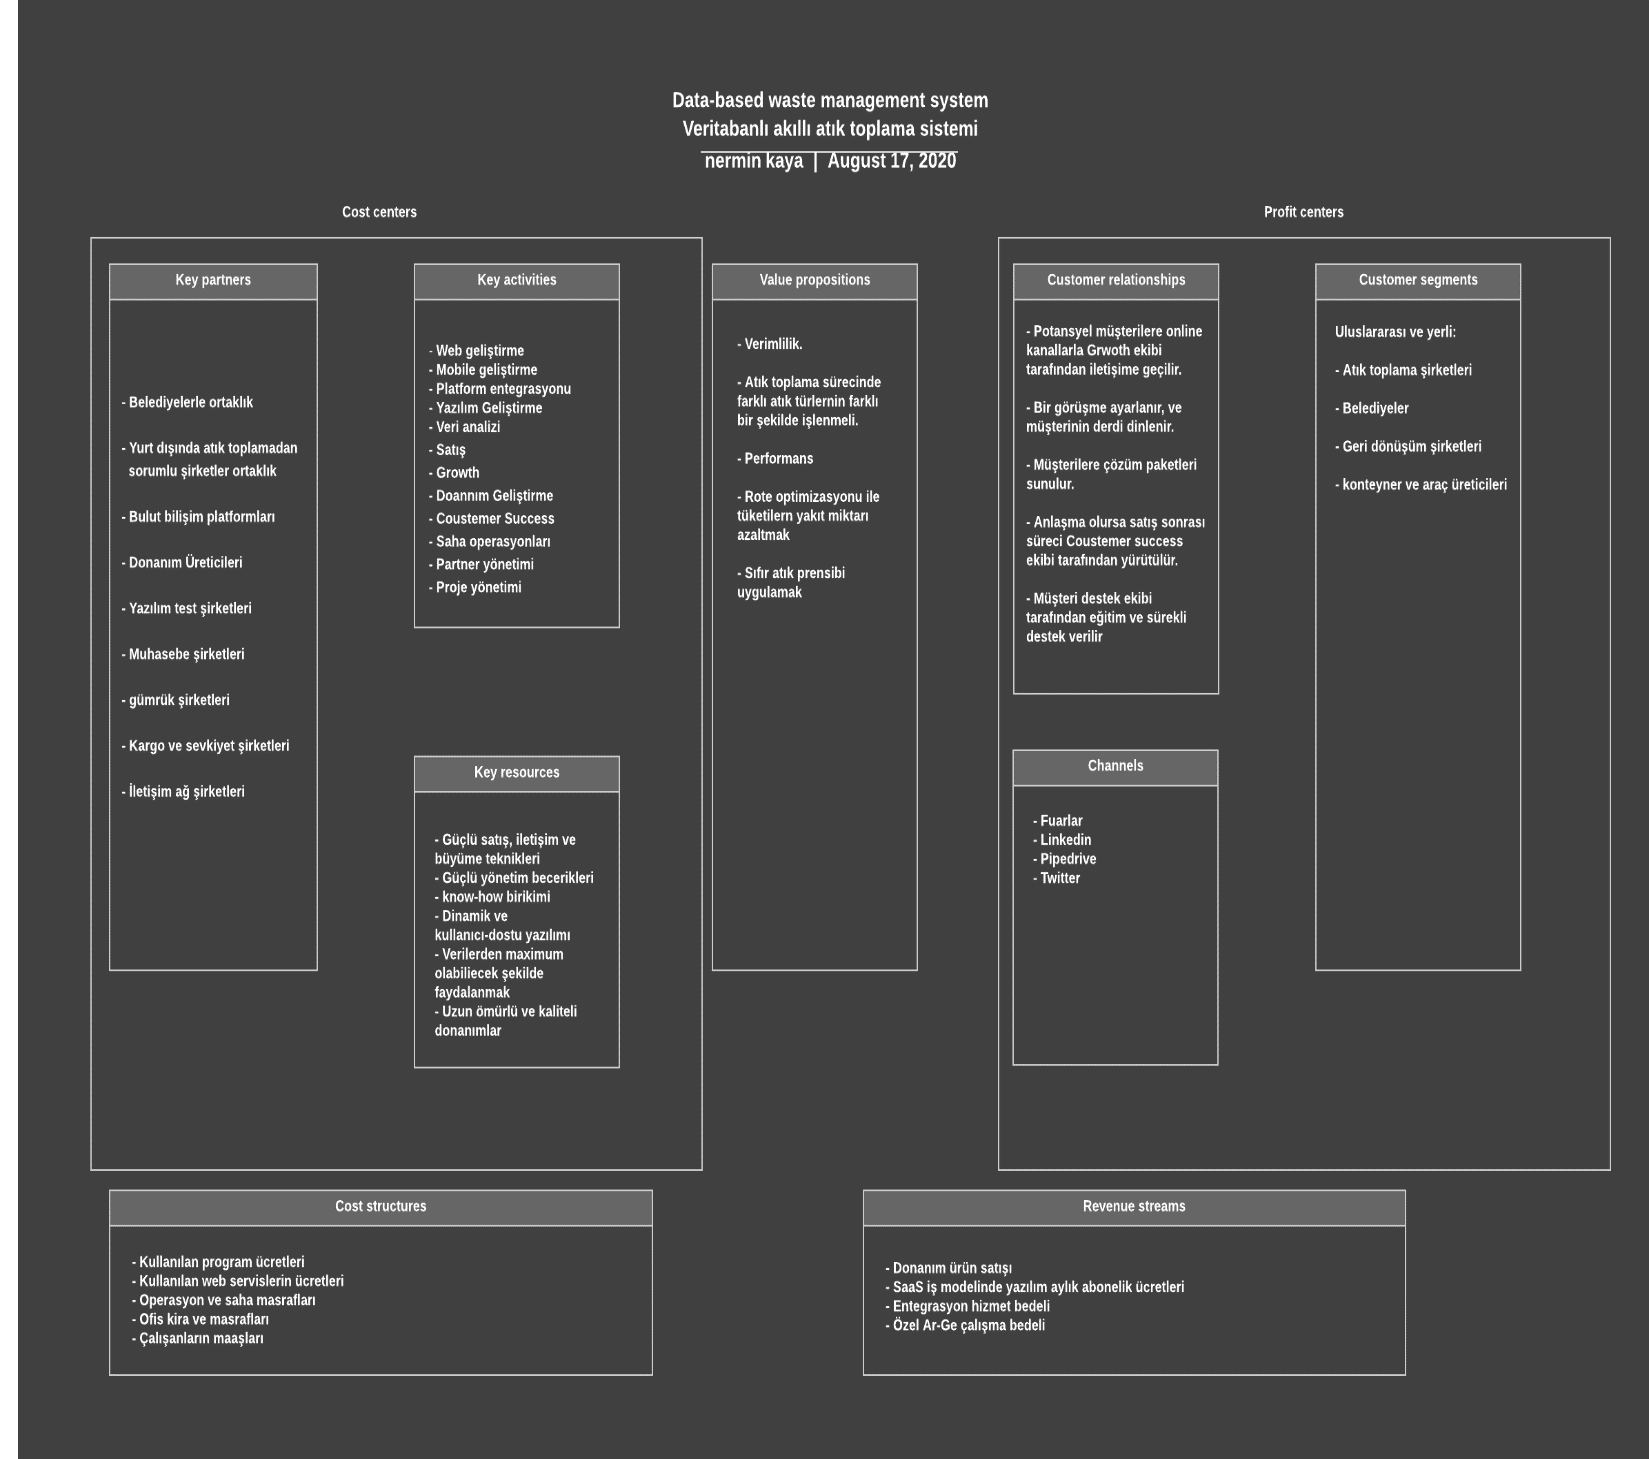 Data-based waste management system
Veritabanlı akıllı atık toplama sistemi
nermin kaya | August 17, 2020
Cost centers
Profit centers
Key partners
- Belediyelerle ortaklık
- Yurt dışında atık toplamadan
sorumlu şirketler ortaklık
- Bulut bilişim platformları
- Donanım Üreticileri
- Yazılım test şirketleri
- Muhasebe şirketleri
- gümrük şirketleri
- Kargo ve sevkiyet şirketleri
- İletişim ağ şirketleri
Key activities
- Web geliştirme
- Mobile geliştirme
- Platform entegrasyonu
- Yazılım Geliştirme
- Veri analizi
- Satış
- Growth
- Doannım Geliştirme
- Coustemer Success
- Saha operasyonları
- Partner yönetimi
- Proje yönetimi
Key resources
- Güçlü satış, iletişim ve
büyüme teknikleri
- Güçlü yönetim becerikleri
- know-how birikimi
- Dinamik ve
kullanıcı-dostu yazılımı
- Verilerden maximum
olabiliecek şekilde
faydalanmak
- Uzun ömürlü ve kaliteli
donanımlar
Value propositions
- Verimlilik.
- Atık toplama sürecinde
farklı atık türlernin farklı
bir şekilde işlenmeli.
- Performans
- Rote optimizasyonu ile
tüketilern yakıt miktarı
azaltmak
- Sıfır atık prensibi
uygulamak
Customer relationships
- Potansyel müşterilere online
kanallarla Grwoth ekibi
tarafından iletişime geçilir.
- Bir görüşme ayarlanır, ve
müşterinin derdi dinlenir.
- Müşterilere çözüm paketleri
sunulur.
- Anlaşma olursa satış sonrası
süreci Coustemer success
ekibi tarafından yürütülür.
- Müşteri destek ekibi
tarafından eğitim ve sürekli
destek verilir
Channels
- Fuarlar
- Linkedin
- Pipedrive
- Twitter
Customer segments
Uluslararası ve yerli:
- Atık toplama şirketleri
- Belediyeler
- Geri dönüşüm şirketleri
- konteyner ve araç üreticileri
Cost structures
- Kullanılan program ücretleri
- Kullanılan web servislerin ücretleri
- Operasyon ve saha masrafları
- Ofis kira ve masrafları
- Çalışanların maaşları
Revenue streams
- Donanım ürün satışı
- SaaS iş modelinde yazılım aylık abonelik ücretleri
- Entegrasyon hizmet bedeli
- Özel Ar-Ge çalışma bedeli